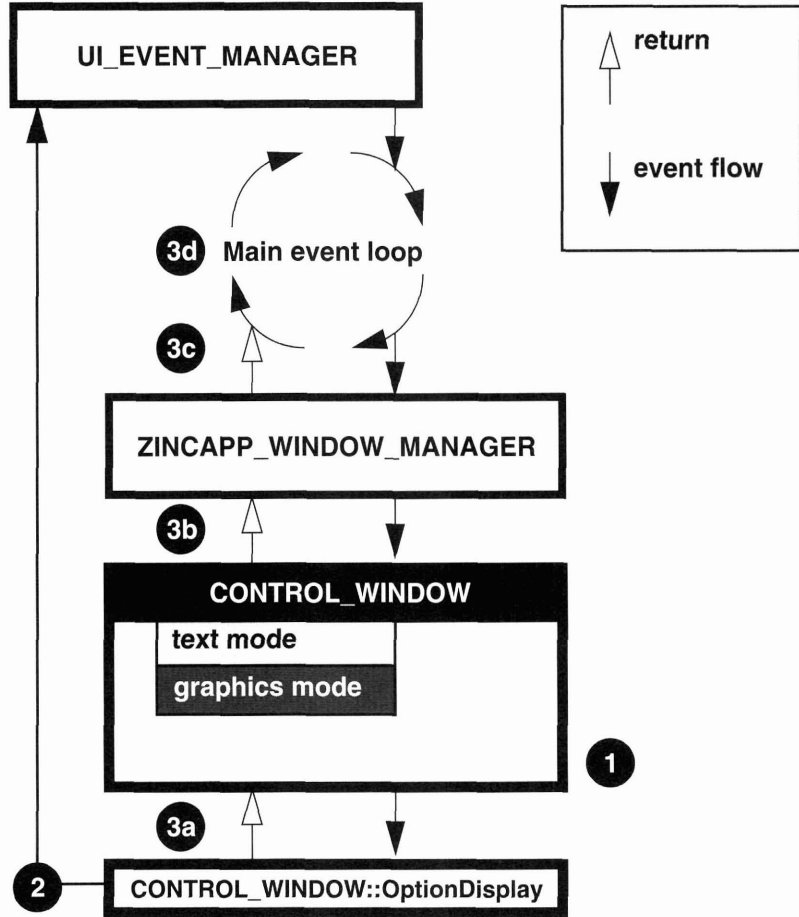 UI_EVENT_MANAGER
return
event flow
3d
Main event loop
3c
ZINCAPP_WINDOW_MANAGER
3b
CONTROL_WINDOW
text mode
graphics mode
1
3a
2
CONTROL_WINDOW::OptionDisplay